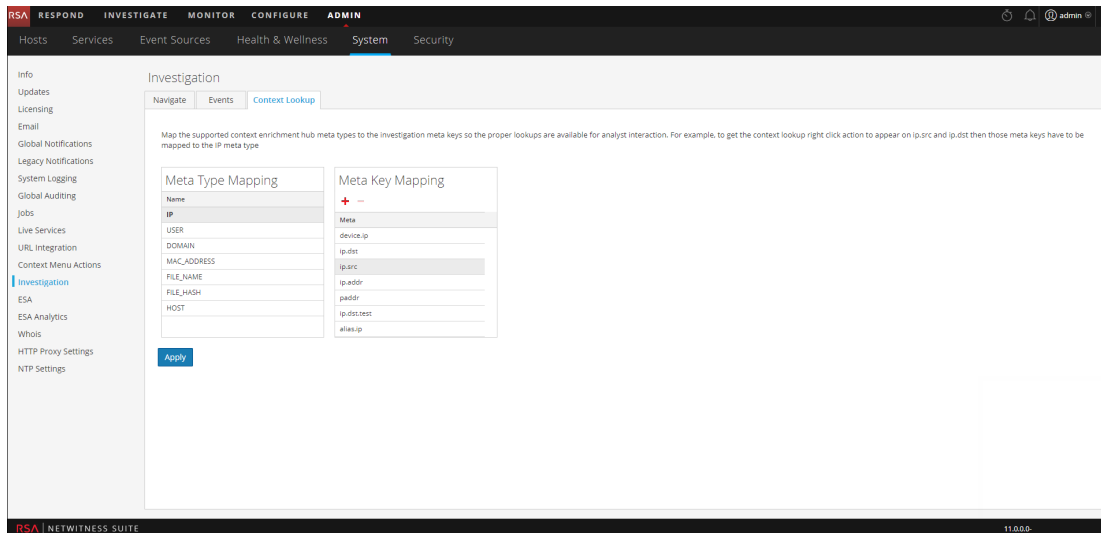 RSA RESPOND INVESTIGATE MONITOR CONFIGURE ADMIN admin
Hosts Services Event Sources Health & Wellness System Security
Info
Updates
Licensing
Email
Global Notifications
Legacy Notifications
System Logging
Global Auditing
Jobs
Live Services
URL Integration
Context Menu Actions
Investigation
ESA
ESA Analytics
Whois
HTTP Proxy Settings
NTP Settings
Investigation
Navigate Events Context Lookup
Map the supported context enrichment hub meta types to the investigation meta keys so the proper lookups are available for analyst interaction. For example, to get the context lookup right click action to appear on ip.src and ip.dst then those meta keys have to be
mapped to the IP meta type
Meta Type Mapping
Name
IP
USER
DOMAIN
MAC_ADDRESS
FILE_NAME
FILE_HASH
HOST
Meta Key Mapping
+ −
Meta
device.ip
ip.dst
ip.src
ip.addr
paddr
ip.dst.test
alias.ip
Apply
RSA | NETWITNESS SUITE 11.0.0.0-